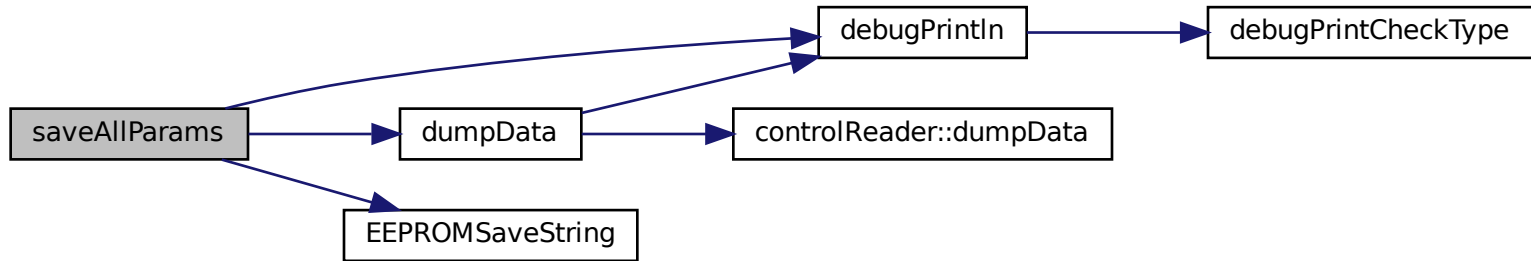 debugPrintln
debugPrintCheckType
saveAllParams
dumpData
controlReader::dumpData
EEPROMSaveString